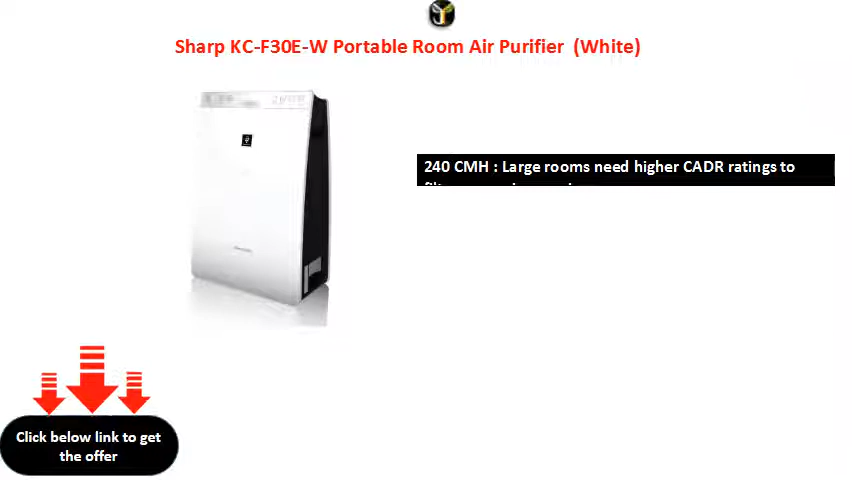 Sharp KC-F30E-W Portable Room Air Purifier (White)
240 CMH : Large rooms need higher CADR ratings to
Click below link to get
the offer